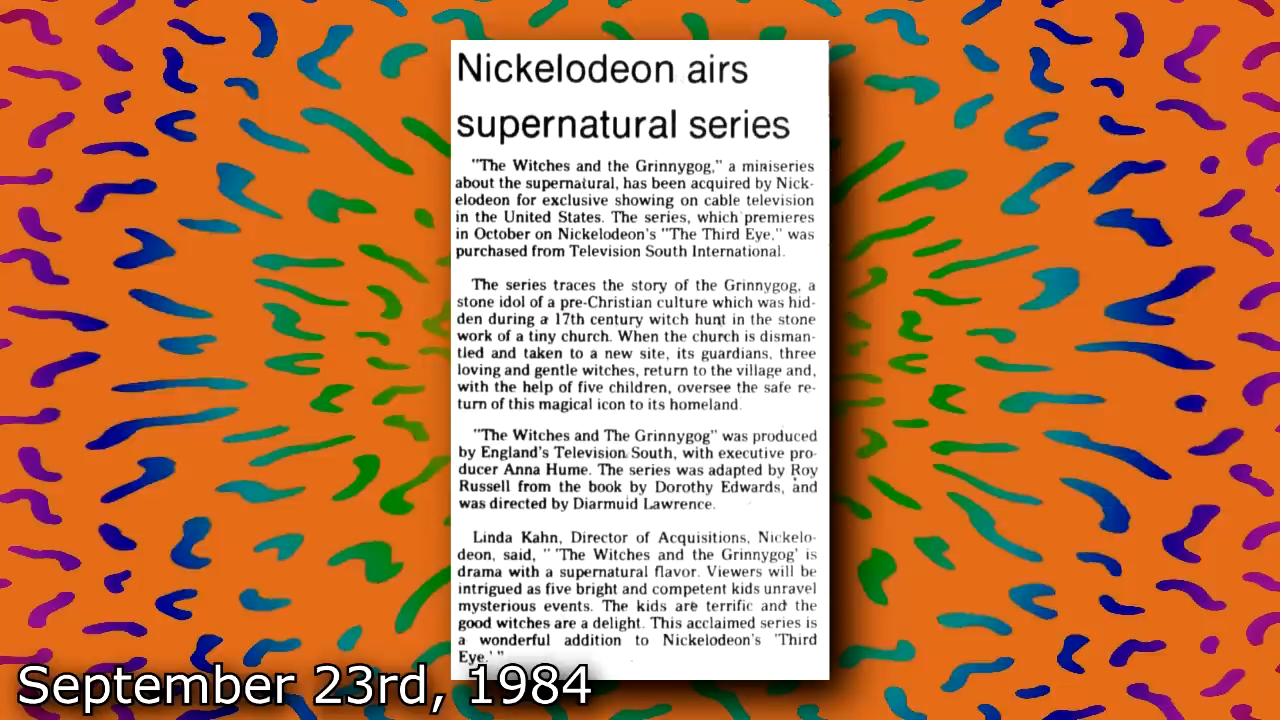 Nickelodeon airs
supernatural series
"The Witches and the Grinnygog," a miniseries
about the supernatural, has been acquired by Nick-
elodeon for exclusive showing on cable television
in the United States. The series, which premieres
in October on Nickelodeon's "The Third Eye," was
purchased from Television South International.
The series traces the story of the Grinnygog, a
stone idol of a pre-Christian culture which was hid-
den during a 17th century witch hunt in the stone
work of a tiny church. When the church is disman-
tled and taken to a new site, its guardians, three
loving and gentle witches, return to the village and,
with the help of five children, oversee the safe re-
turn of this magical icon to its homeland.
"The Witches and The Grinnygog" was produced
by England's Television South, with executive pro-
ducer Anna Hume. The series was adapted by Roy
Russell from the book by Dorothy Edwards, and
was directed by Diarmuid Lawrence.
Linda Kahn, Director of Acquisitions, Nickelo-
deon, said, " 'The Witches and the Grinnygog' is
drama with a supernatural flavor. Viewers will be
intrigued as five bright and competent kids unravel
mysterious events. The kids are terrific and the
good witches are a delight. This acclaimed series is
a wonderful addition to Nickelodeon's 'Third
Eye.' "
September 23rd, 1984